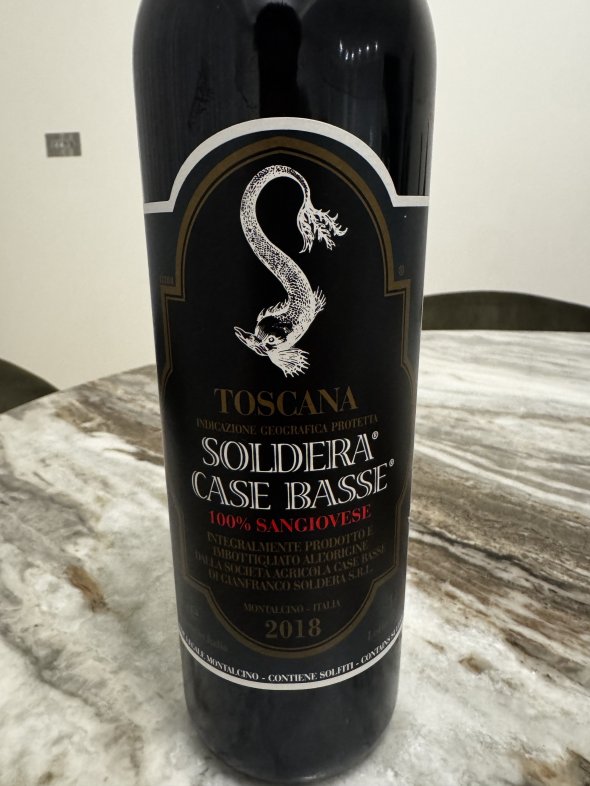 TOSCANA
INDICAZIONE GEOGRAFICA PROTETTA
SOLDERA®
CASE BASSE®
100% SANGIOVESE
INTEGRALMENTE PRODOTTO E
IMBOTTIGLIATO ALL'ORIGINE
DALLA SOCIETÀ AGRICOLA CASE BASSE
DI GIANFRANCO SOLDERA S.R.L.
MONTALCINO - ITALIA
2018
MONTALCINO - CONTIENE SOLFITI - CONTAINS